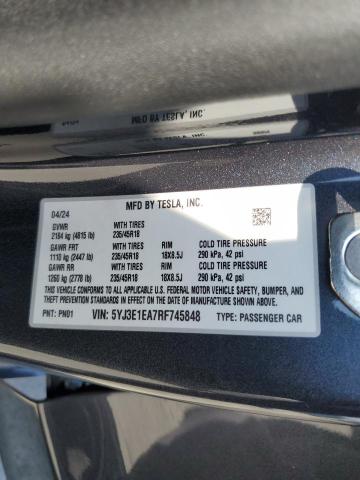 MFD BY TESLA, INC.
04/24
GVWR WITH TIRES
2184 kg (4815 lb) 235/45R18
GAWR FRT WITH TIRES RIM COLD TIRE PRESSURE
1110 kg (2447 lb) 235/45R18 18X8.5J 290 kPa, 42 psi
GAWR RR WITH TIRES RIM COLD TIRE PRESSURE
1260 kg (2778 lb) 235/45R18 18X8.5J 290 kPa, 42 psi
THIS VEHICLE CONFORMS TO ALL APPLICABLE U.S. FEDERAL MOTOR VEHICLE SAFETY, BUMPER,
AND THEFT PREVENTION STANDARDS IN EFFECT ON THE DATE OF MANUFACTURE SHOWN ABOVE.
PNT: PN01 VIN: 5YJ3E1EA7RF745848 TYPE: PASSENGER CAR